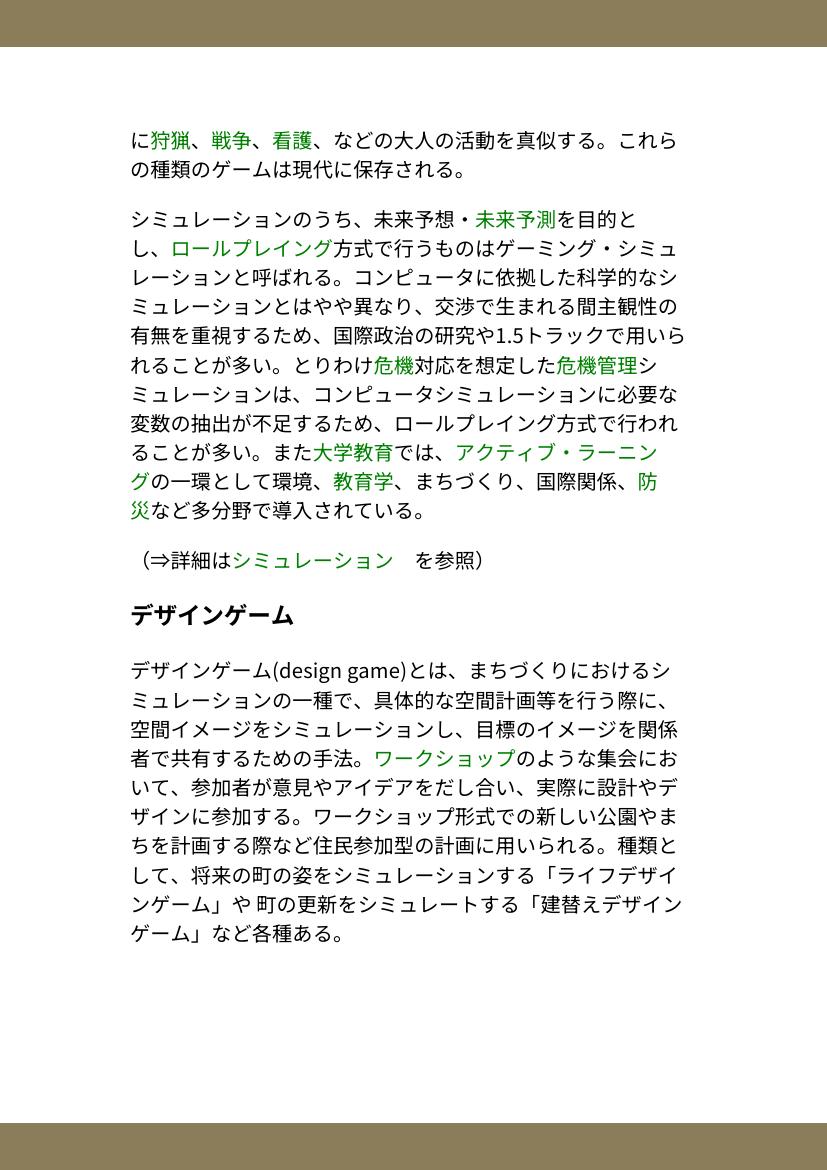 に狩猟、戦争、看護、などの大人の活動を真似する。これら
の種類のゲームは現代に保存される。
シミュレーションのうち、未来予想・未来予測を目的と
し、ロールプレイング方式で行うものはゲーミング・シミュ
レーションと呼ばれる。コンピュータに依拠した科学的なシ
ミュレーションとはやや異なり、交渉で生まれる間主観性の
有無を重視するため、国際政治の研究や1.5トラックで用いら
れることが多い。とりわけ危機対応を想定した危機管理シ
ミュレーションは、コンピュータシミュレーションに必要な
変数の抽出が不足するため、ロールプレイング方式で行われ
ることが多い。また大学教育では、アクティブ・ラーニン
グの一環として環境、教育学、まちづくり、国際関係、防
災など多分野で導入されている。
（⇒詳細はシミュレーション　を参照）
デザインゲーム
デザインゲーム(design game)とは、まちづくりにおけるシ
ミュレーションの一種で、具体的な空間計画等を行う際に、
空間イメージをシミュレーションし、目標のイメージを関係
者で共有するための手法。ワークショップのような集会にお
いて、参加者が意見やアイデアをだし合い、実際に設計やデ
ザインに参加する。ワークショップ形式での新しい公園やま
ちを計画する際など住民参加型の計画に用いられる。種類と
して、将来の町の姿をシミュレーションする「ライフデザイ
ンゲーム」や 町の更新をシミュレートする「建替えデザイン
ゲーム」など各種ある。